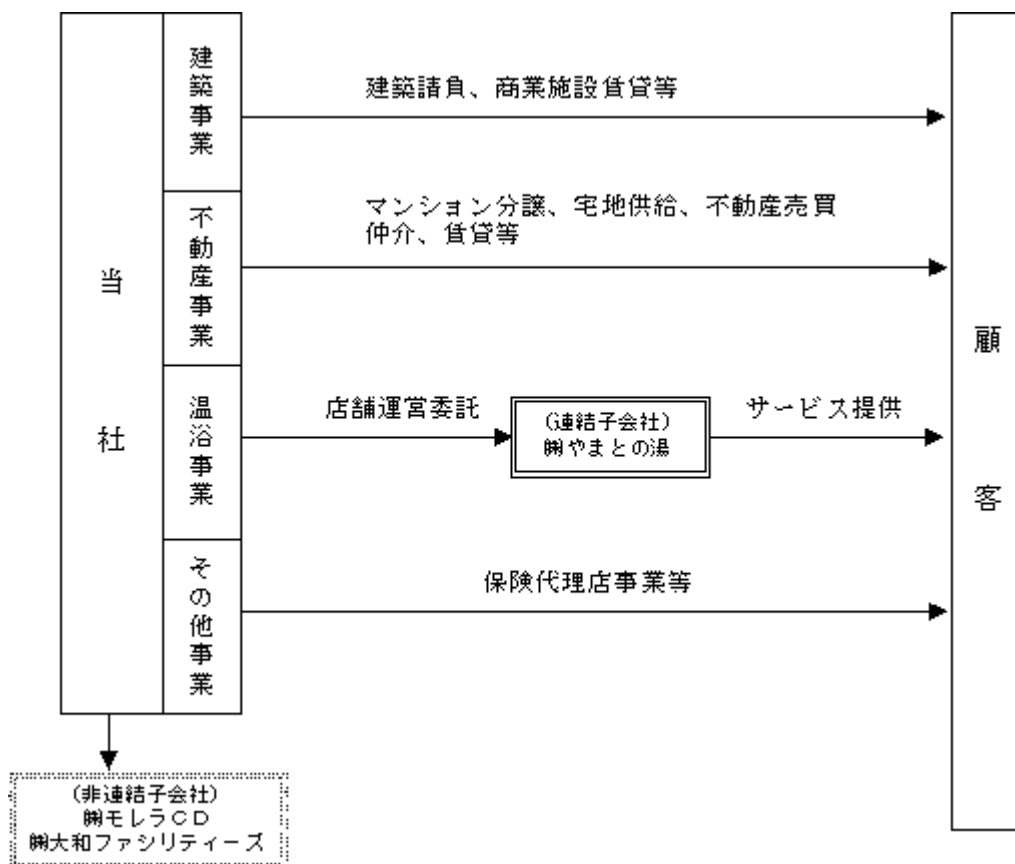 当社
建築事業
建築請負、商業施設賃貸等
不動産事業
マンション分譲、宅地供給、不動産売買
仲介、賃貸等
温浴事業
店舗運営委託
(連結子会社)
㈱やまとの湯
サービス提供
その他事業
保険代理店事業等
顧客
(非連結子会社)
㈱モレラCD
㈱大和ファシリティーズ